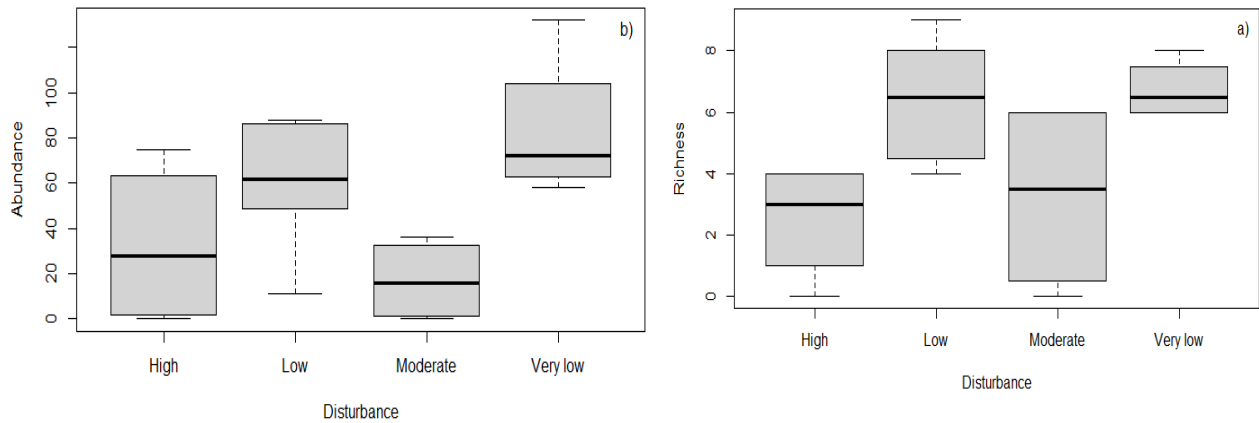 b)
Abundance
0 20 40 60 80 100
High Low Moderate Very low
Disturbance
a)
Richness
0 2 4 6 8
High Low Moderate Very low
Disturbance